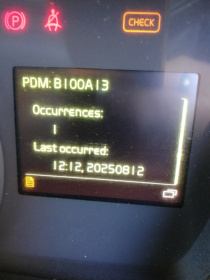 P
CHECK
PDM: B100A13
Occurrences:
1
Last occurred:
12:12, 20250812